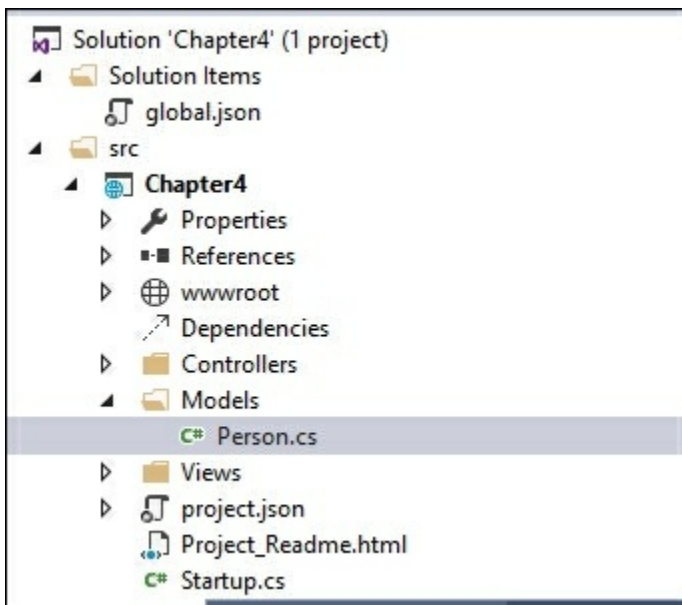 Solution 'Chapter4' (1 project)
Solution Items
global.json
src
Chapter4
Properties
References
wwwroot
Dependencies
Controllers
Models
C# Person.cs
Views
project.json
Project_Readme.html
C# Startup.cs